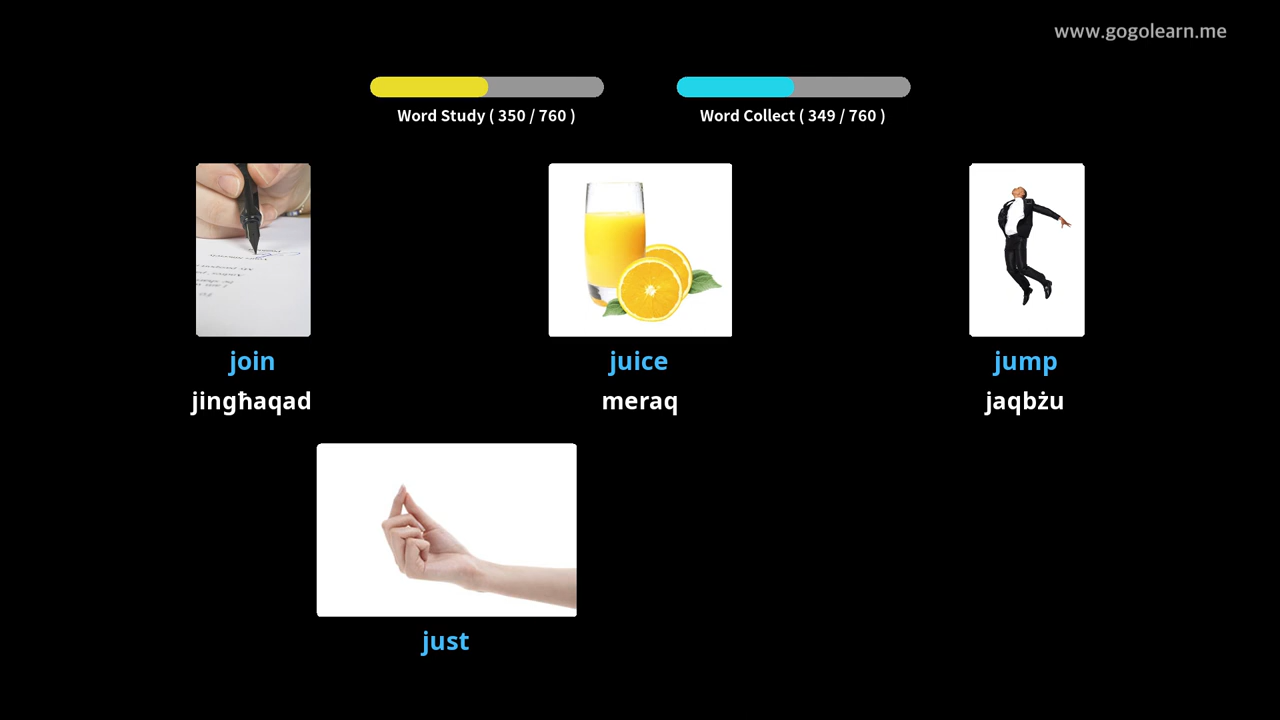 www.gogolearn.me
Word Study ( 350 / 760 )
Word Collect ( 349 / 760 )
join
juice
jump
jingħaqad
meraq
jaqbżu
just